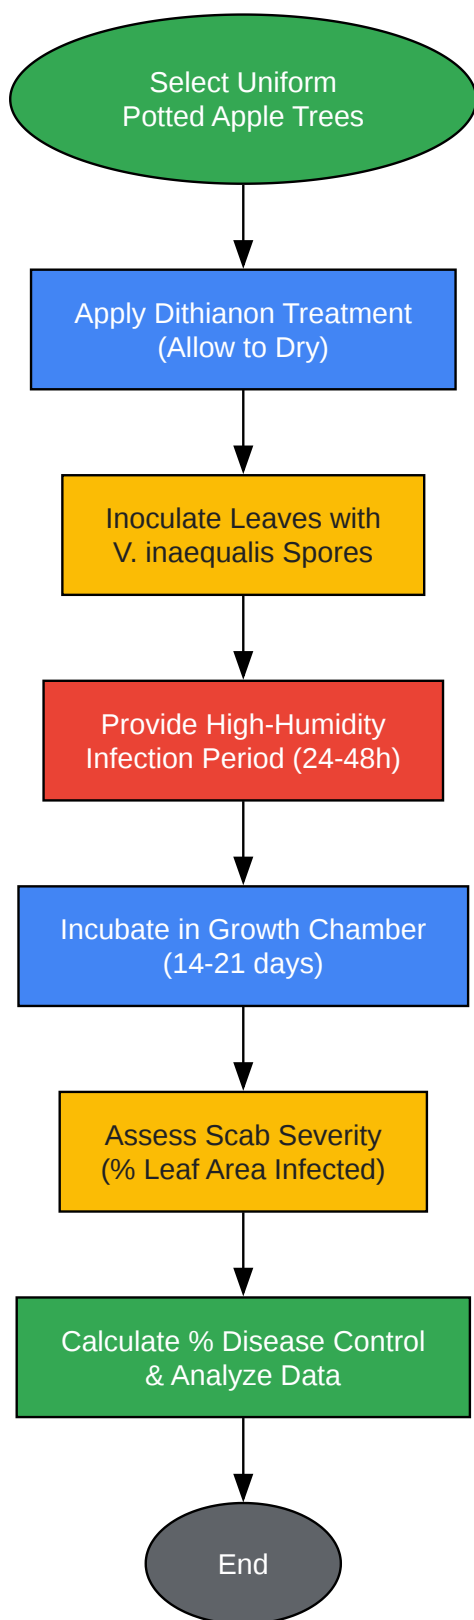 Select Uniform
Potted Apple Trees
Apply Dithianon Treatment
(Allow to Dry)
Inoculate Leaves with
V. inaequalis Spores
Provide High-Humidity
Infection Period (24-48h)
Incubate in Growth Chamber
(14-21 days)
Assess Scab Severity
(% Leaf Area Infected)
Calculate % Disease Control
& Analyze Data
End